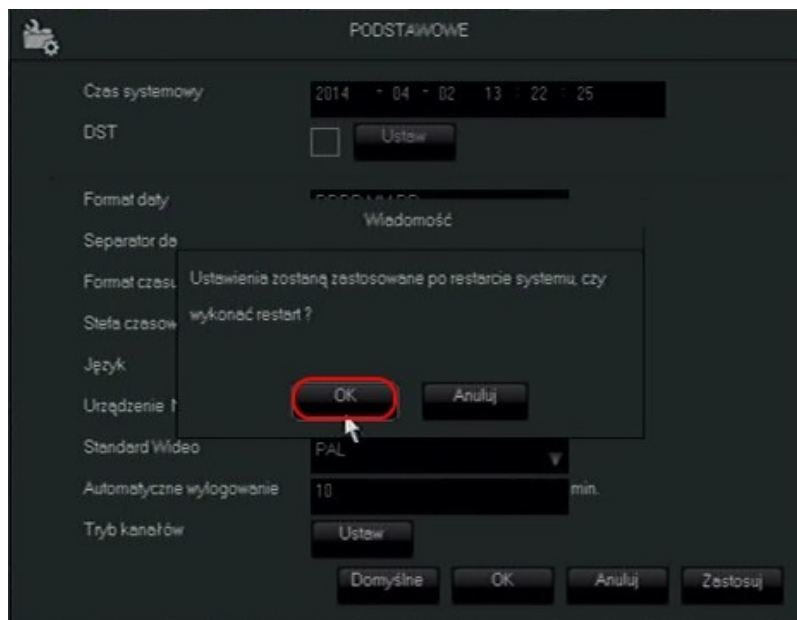 PODSTAWOWE
Czas systemowy 2014 - 04 - 02 13 : 22 : 25
DST Ustaw
Format daty
Wiadomość
Separator da
Ustawienia zostaną zastosowane po restarcie systemu, czy
Format czasu
wykonać restart ?
Stefa czasow
Język
OK Anuluj
Urządzenie
Standard Wideo PAL
Automatyczne wylogowanie 10 min.
Tryb kanałów Ustaw
Domyślne OK Anuluj Zastosuj